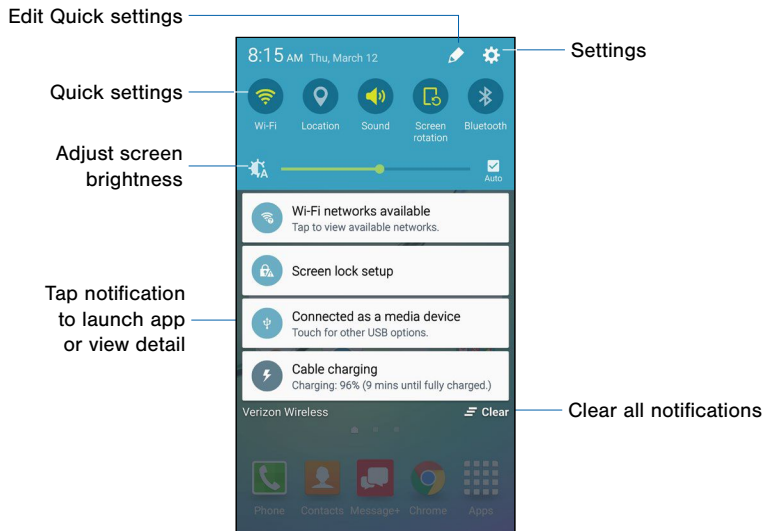 Edit Quick settings
8:15 AM Thu, March 12
Settings
Quick settings
Wi-Fi
Location
Sound
Screen
rotation
Bluetooth
Adjust screen
brightness
A
Auto
Wi-Fi networks available
Tap to view available networks.
Screen lock setup
Tap notification
to launch app
or view detail
Connected as a media device
Touch for other USB options.
Cable charging
Charging: 96% (9 mins until fully charged.)
Verizon Wireless
Clear
Clear all notifications
Phone
Contacts
Message+
Chrome
Apps